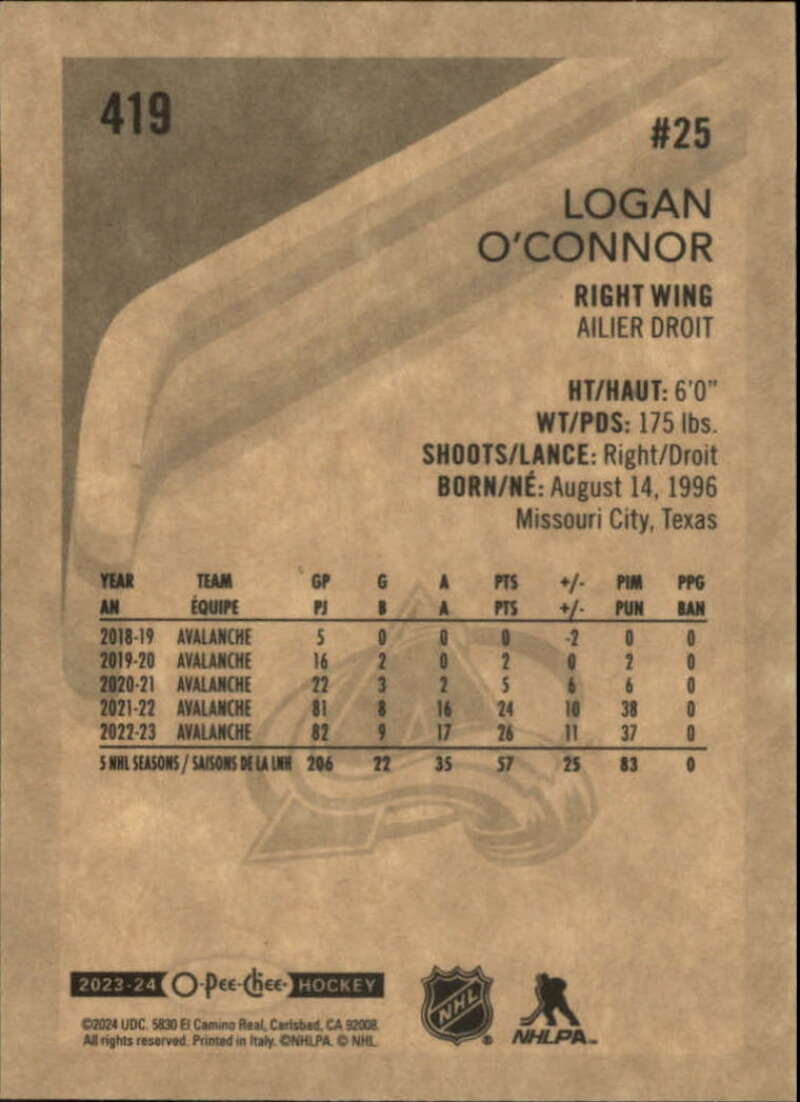 419
#25
LOGAN
O'CONNOR
RIGHT WING
AILIER DROIT
HT/HAUT: 6'0"
WT/PDS: 175 lbs.
SHOOTS/LANCE: Right/Droit
BORN/NÉ: August 14, 1996
Missouri City, Texas
YEAR TEAM GP G A PTS +/- PIM PPG
AN ÉQUIPE PJ B A PTS +/- PUN BAN
2018-19 AVALANCHE 5 0 0 0 -2 0 0
2019-20 AVALANCHE 16 2 0 2 0 2 0
2020-21 AVALANCHE 22 3 2 5 6 6 0
2021-22 AVALANCHE 81 8 16 24 10 38 0
2022-23 AVALANCHE 82 9 17 26 11 37 0
5 NHL SEASONS / SAISONS DE LA LNH 206 22 35 57 25 83 0
2023-24 O-Pee-Chee HOCKEY
©2024 UDC. 5830 El Camino Real, Carlsbad, CA 92008.
All rights reserved. Printed in Italy. ©NHLPA. © NHL.
NHL
NHLPA